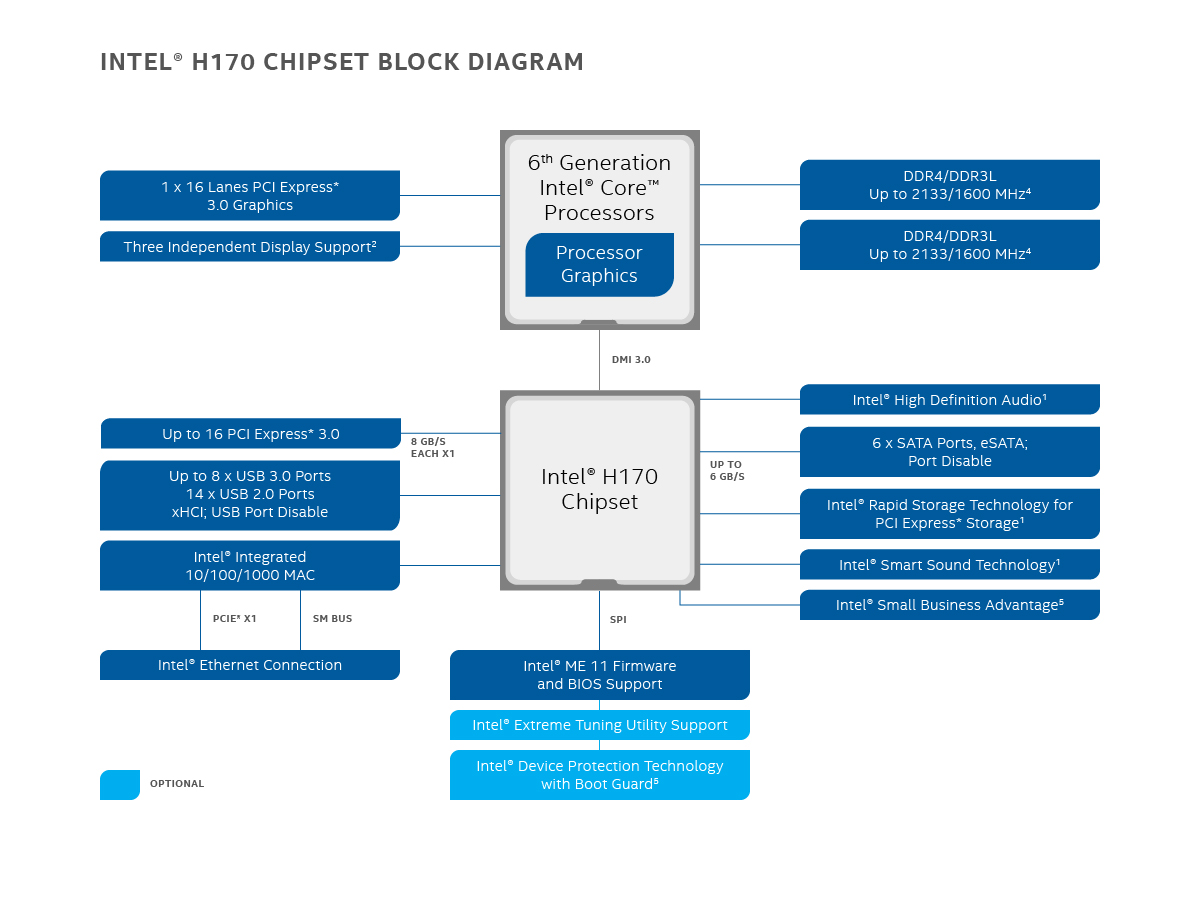 INTEL® H170 CHIPSET BLOCK DIAGRAM
6th Generation
Intel® Core™
Processors
Processor
Graphics
1 x 16 Lanes PCI Express*
3.0 Graphics
Three Independent Display Support²
DDR4/DDR3L
Up to 2133/1600 MHz⁴
DDR4/DDR3L
Up to 2133/1600 MHz⁴
DMI 3.0
Intel® H170
Chipset
Up to 16 PCI Express* 3.0
8 GB/S
EACH X1
Up to 8 x USB 3.0 Ports
14 x USB 2.0 Ports
xHCI; USB Port Disable
Intel® Integrated
10/100/1000 MAC
PCIE* X1
SM BUS
Intel® Ethernet Connection
Intel® High Definition Audio¹
6 x SATA Ports, eSATA;
Port Disable
UP TO
6 GB/S
Intel® Rapid Storage Technology for
PCI Express* Storage¹
Intel® Smart Sound Technology¹
Intel® Small Business Advantage⁵
SPI
Intel® ME 11 Firmware
and BIOS Support
Intel® Extreme Tuning Utility Support
Intel® Device Protection Technology
with Boot Guard⁵
OPTIONAL